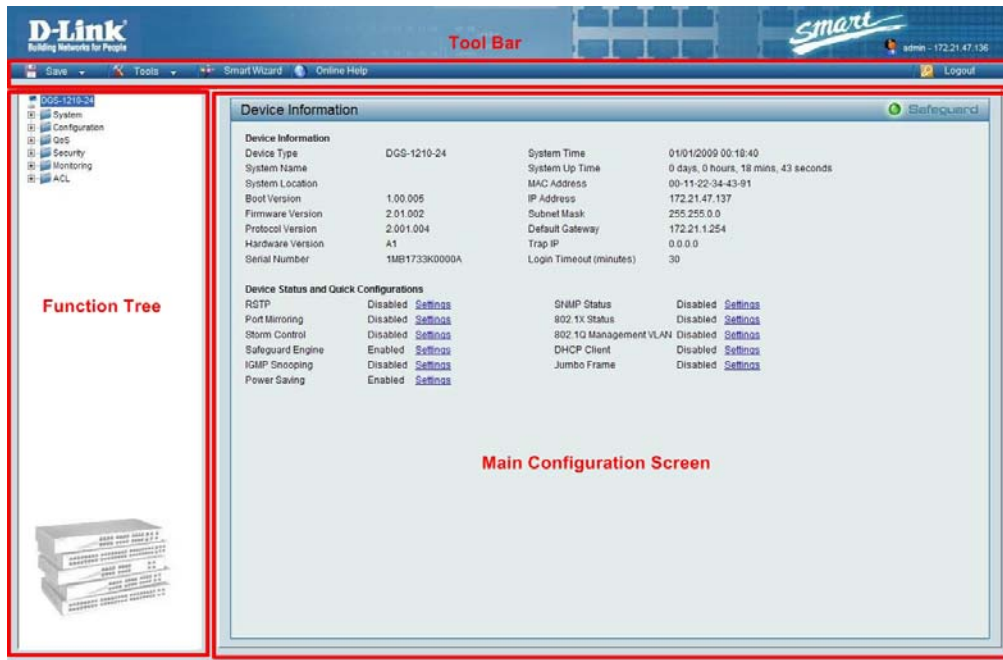 D-Link
Building Networks for People
Tool Bar
smart
admin - 172.21.47.136
Save Tools Smart Wizard Online Help Logout
DGS-1210-24
System
Configuration
QoS
Security
Monitoring
ACL
Function Tree
Device Information Safeguard
Device Information
Device Type DGS-1210-24 System Time 01/01/2009 00:18:40
System Name System Up Time 0 days, 0 hours, 18 mins, 43 seconds
System Location MAC Address 00-11-22-34-43-91
Boot Version 1.00.005 IP Address 172.21.47.137
Firmware Version 2.01.002 Subnet Mask 255.255.0.0
Protocol Version 2.001.004 Default Gateway 172.21.1.254
Hardware Version A1 Trap IP 0.0.0.0
Serial Number 1MB1733K0000A Login Timeout (minutes) 30
Device Status and Quick Configurations
RSTP Disabled Settings SNMP Status Disabled Settings
Port Mirroring Disabled Settings 802.1X Status Disabled Settings
Storm Control Disabled Settings 802.1Q Management VLAN Disabled Settings
Safeguard Engine Enabled Settings DHCP Client Disabled Settings
IGMP Snooping Disabled Settings Jumbo Frame Disabled Settings
Power Saving Enabled Settings
Main Configuration Screen